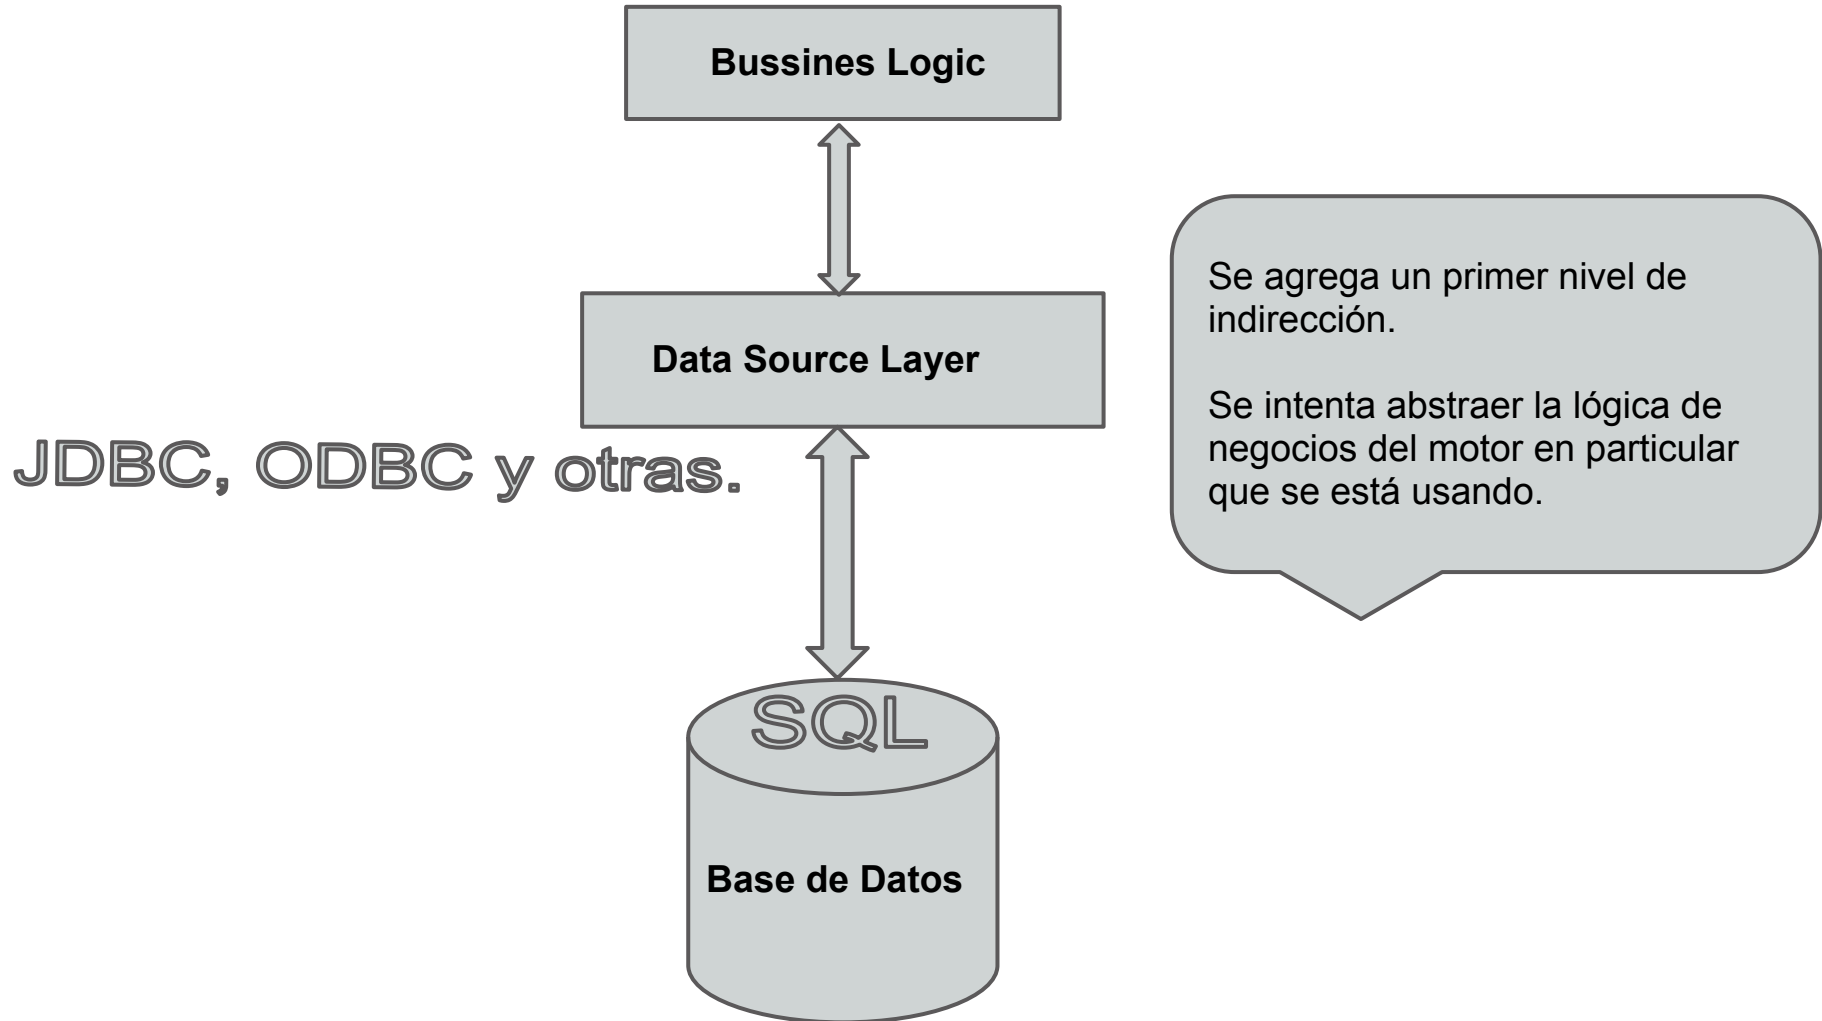 Bussines Logic
Se agrega un primer nivel de
indirección.
Data Source Layer
Se intenta abstraer la lógica de
negocios del motor en particular
que se está usando.
JDBC, ODBC y otras.
SQL
Base de Datos